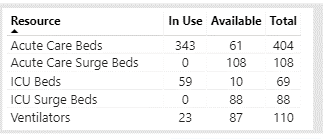 Resource In Use Available Total
Acute Care Beds 343 61 404
Acute Care Surge Beds 0 108 108
ICU Beds 59 10 69
ICU Surge Beds 0 88 88
Ventilators 23 87 110